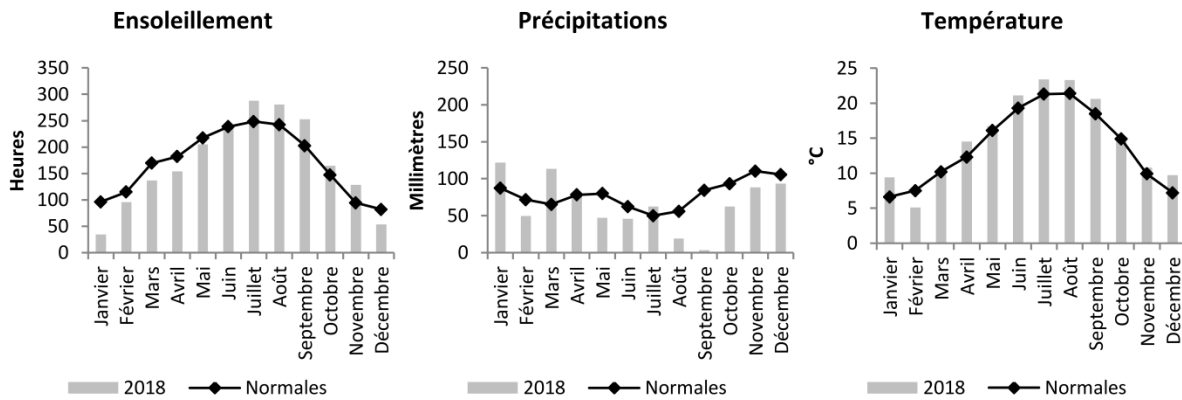 Ensoleillement
Heures
350
300
250
200
150
100
50
0
Janvier
Février
Mars
Avril
Mai
Juin
Juillet
Août
Septembre
Octobre
Novembre
Décembre
2018
Normales
Précipitations
Millimètres
250
200
150
100
50
0
Janvier
Février
Mars
Avril
Mai
Juin
Juillet
Août
Septembre
Octobre
Novembre
Décembre
2018
Normales
Température
°C
25
20
15
10
5
0
Janvier
Février
Mars
Avril
Mai
Juin
Juillet
Août
Septembre
Octobre
Novembre
Décembre
2018
Normales